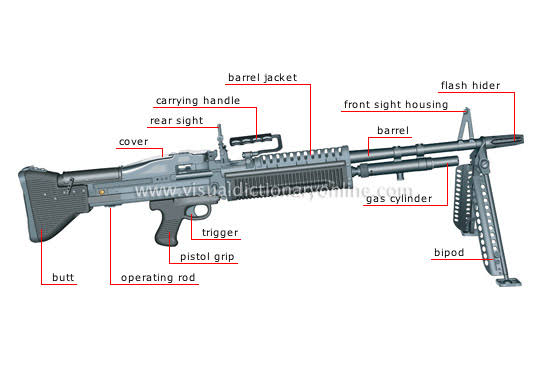 barrel jacket
flash hider
carrying handle
front sight housing
rear sight
barrel
cover
www.visualdictionaryonline.com
gas cylinder
trigger
bipod
pistol grip
butt
operating rod